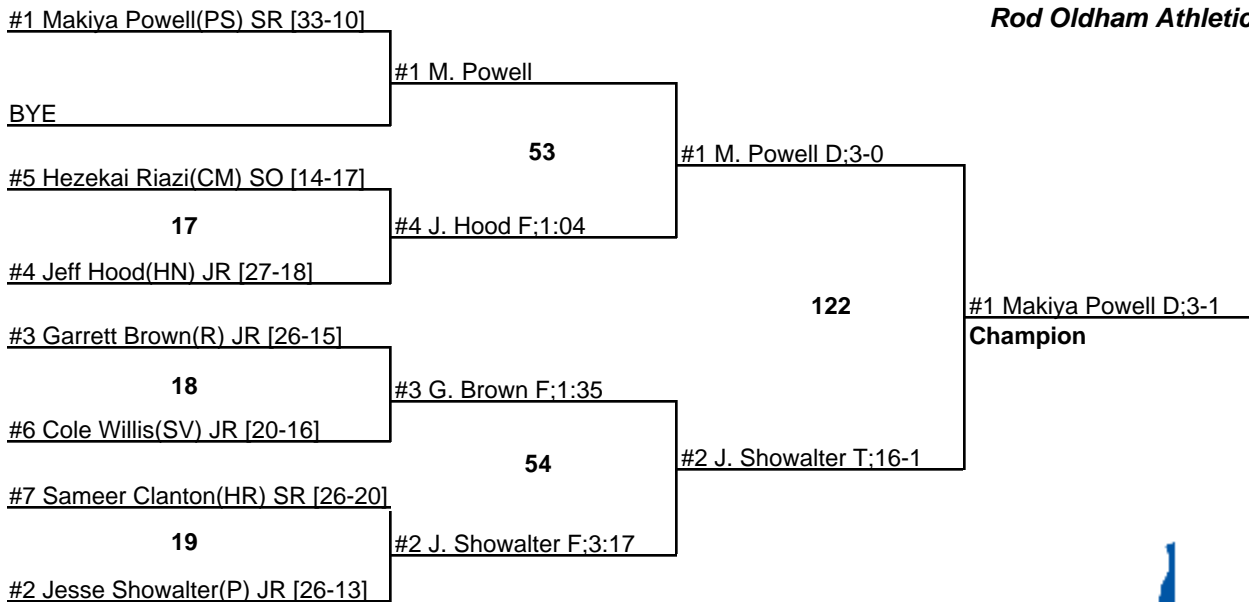 #1 Makiya Powell(PS) SR [33-10]
Rod Oldham Athletic
#1 M. Powell
BYE
53
#1 M. Powell D;3-0
#5 Hezekai Riazi(CM) SO [14-17]
17
#4 J. Hood F;1:04
#4 Jeff Hood(HN) JR [27-18]
122
#1 Makiya Powell D;3-1
Champion
#3 Garrett Brown(R) JR [26-15]
18
#3 G. Brown F;1:35
#6 Cole Willis(SV) JR [20-16]
54
#2 J. Showalter T;16-1
#7 Sameer Clanton(HR) SR [26-20]
19
#2 J. Showalter F;3:17
#2 Jesse Showalter(P) JR [26-13]